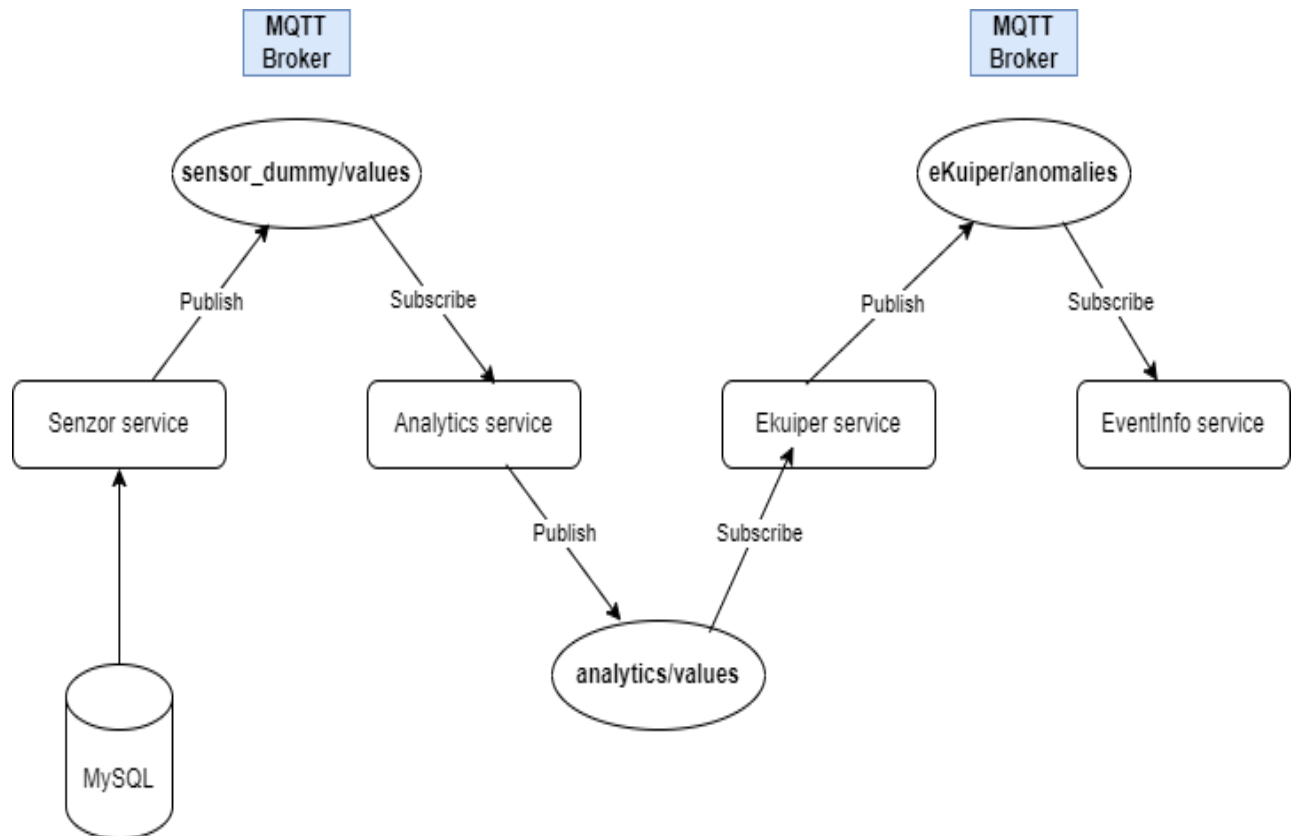 MQTT
Broker
MQTT
Broker
sensor_dummy/values
eKuiper/anomalies
Publish
Subscribe
Publish
Subscribe
Senzor service
Analytics service
Ekuiper service
EventInfo service
Publish
Subscribe
analytics/values
MySQL